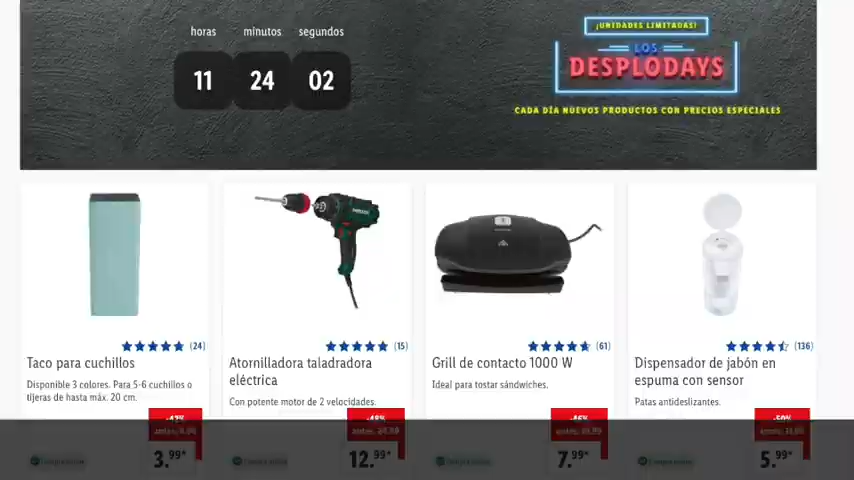 horas minutos segundos
11 24 02
¡UNIDADES LIMITADAS!
LOS
DESPLODAYS
CADA DÍA NUEVOS PRODUCTOS CON PRECIOS ESPECIALES
(24)
Taco para cuchillos
Disponible 3 colores. Para 5-6 cuchillos o
tijeras de hasta máx. 20 cm.
3.99*
(15)
Atornilladora taladradora
eléctrica
Con potente motor de 2 velocidades.
-48%
12.99*
(61)
Grill de contacto 1000 W
Ideal para tostar sándwiches.
7.99*
(136)
Dispensador de jabón en
espuma con sensor
Patas antideslizantes.
-50%
5.99*